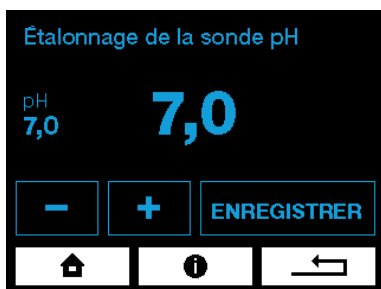 Étalonnage de la sonde pH
pH
7,0
7,0
− +
ENREGISTRER